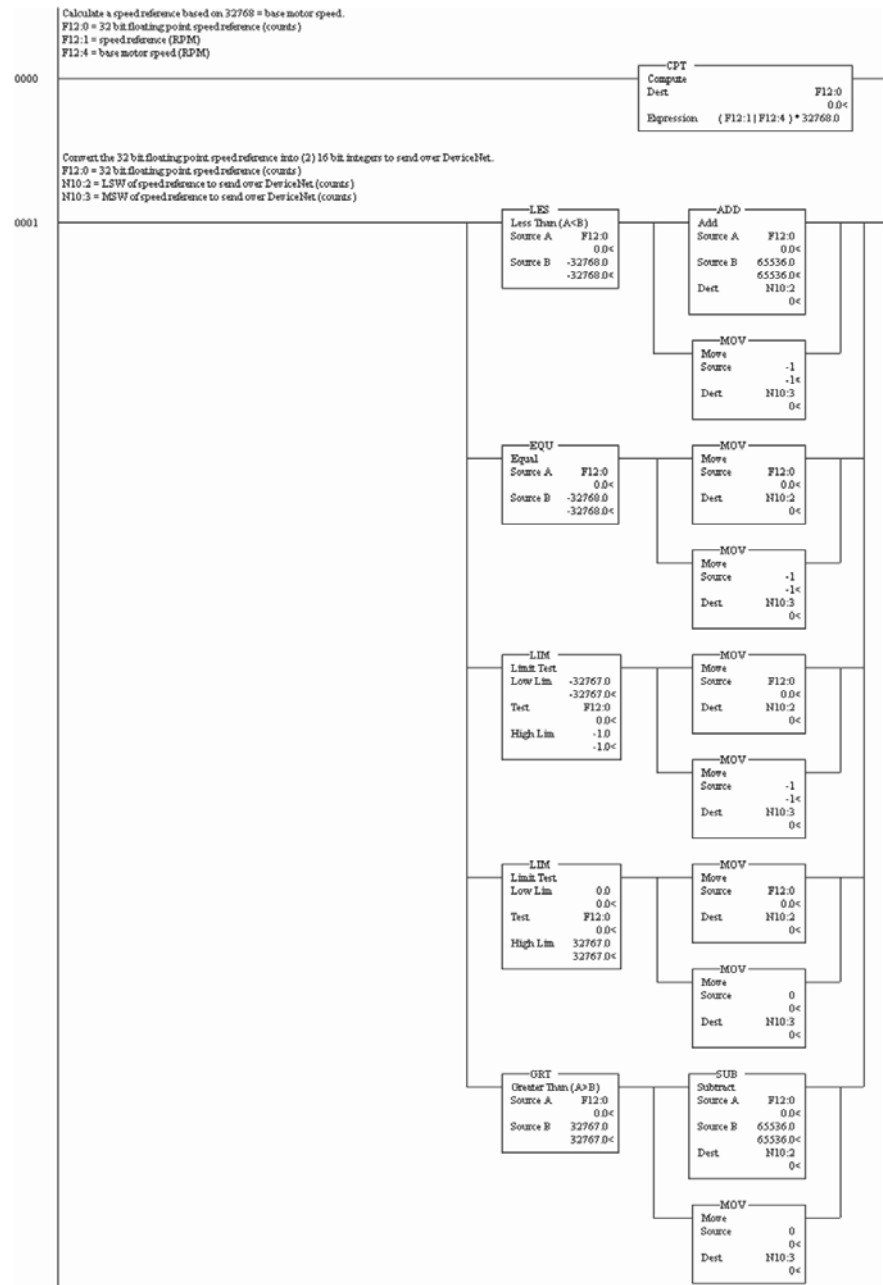 Calculate a speed reference based on 32768 = base motor speed.
F12:0 = 32 bit floating point speed reference (counts)
F12:1 = speed reference (RPM)
F12:4 = base motor speed (RPM)
0000
CPT
Compute
Dest F12:0
0.0<
Expression ( F12:1 | F12:4 ) * 32768.0
Convert the 32 bit floating point speed reference into (2) 16 bit integers to send over DeviceNet.
F12:0 = 32 bit floating point speed reference (counts)
N10:2 = LSW of speed reference to send over DeviceNet (counts)
N10:3 = MSW of speed reference to send over DeviceNet (counts)
0001
LES
Less Than (A<B)
Source A F12:0
0.0<
Source B -32768.0
-32768.0<
ADD
Add
Source A F12:0
0.0<
Source B 65536.0
65536.0<
Dest N10:2
0<
MOV
Move
Source -1
-1<
Dest N10:3
0<
EQU
Equal
Source A F12:0
0.0<
Source B -32768.0
-32768.0<
MOV
Move
Source F12:0
0.0<
Dest N10:2
0<
MOV
Move
Source -1
-1<
Dest N10:3
0<
LIM
Limit Test
Low Lim -32767.0
-32767.0<
Test F12:0
0.0<
High Lim -1.0
-1.0<
MOV
Move
Source F12:0
0.0<
Dest N10:2
0<
MOV
Move
Source -1
-1<
Dest N10:3
0<
LIM
Limit Test
Low Lim 0.0
0.0<
Test F12:0
0.0<
High Lim 32767.0
32767.0<
MOV
Move
Source F12:0
0.0<
Dest N10:2
0<
MOV
Move
Source 0
0<
Dest N10:3
0<
GRT
Greater Than (A>B)
Source A F12:0
0.0<
Source B 32767.0
32767.0<
SUB
Subtract
Source A F12:0
0.0<
Source B 65536.0
65536.0<
Dest N10:2
0<
MOV
Move
Source 0
0<
Dest N10:3
0<